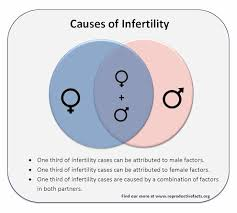 Causes of Infertility
♀
♀
+
♂
♂
• One third of infertility cases can be attributed to male factors.
• One third of infertility cases can be attributed to female factors.
• One third of infertility cases are caused by a combination of factors
in both partners.
Find our more at www.reproductivefacts.org